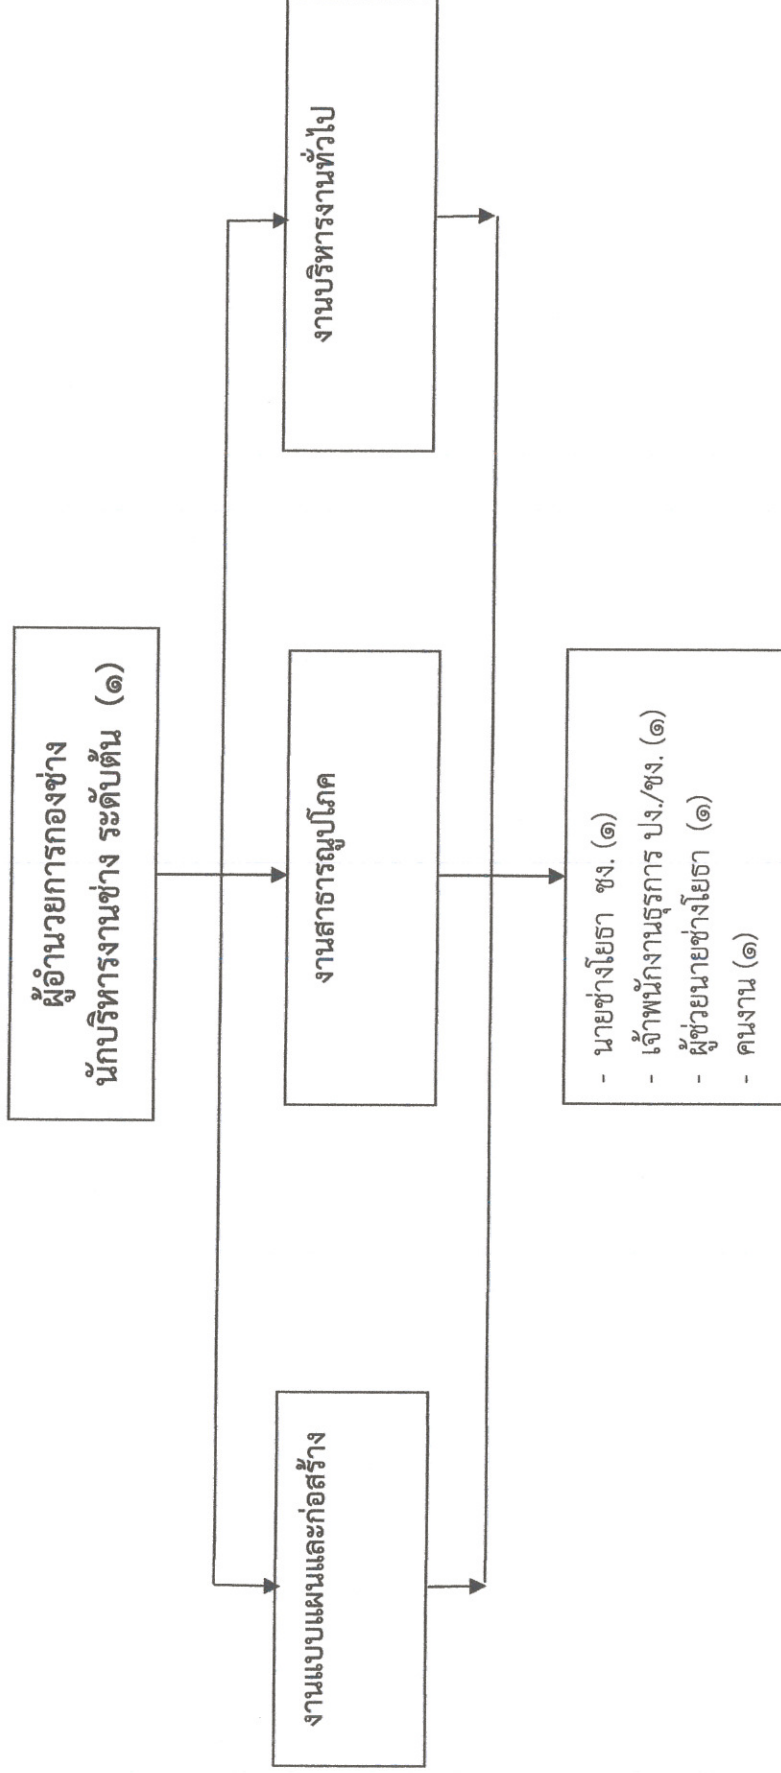 ผู้อำนวยการกองช่าง
นักบริหารงานช่าง ระดับต้น (๑)
งานแบบแผนและก่อสร้าง
งานสาธารณูปโภค
งานบริหารงานทั่วไป
- นายช่างโยธา ชง. (๑)
- เจ้าพนักงานธุรการ ปง./ชง. (๑)
- ผู้ช่วยนายช่างโยธา (๑)
- คนงาน (๑)